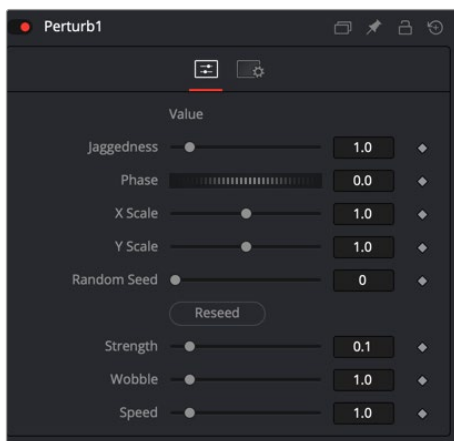 Perturb1
Value
Jaggedness 1.0
Phase 0.0
X Scale 1.0
Y Scale 1.0
Random Seed 0
Reseed
Strength 0.1
Wobble 1.0
Speed 1.0